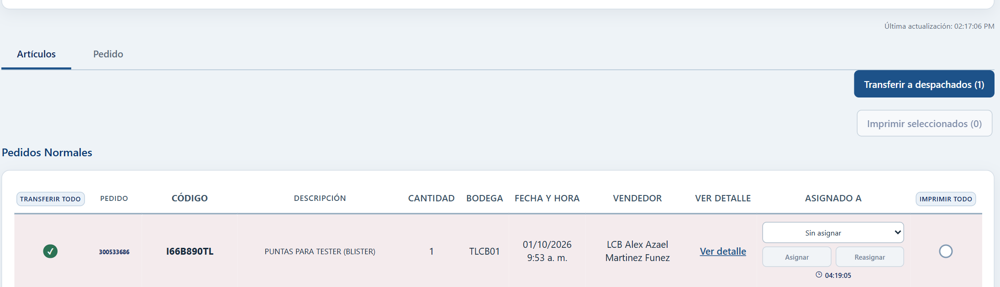 Última actualización: 02:17:06 PM
Artículos Pedido
Transferir a despachados (1)
Imprimir seleccionados (0)
Pedidos Normales
TRANSFERIR TODO PEDIDO CÓDIGO DESCRIPCIÓN CANTIDAD BODEGA FECHA Y HORA VENDEDOR VER DETALLE ASIGNADO A IMPRIMIR TODO
300533686 I66B890TL PUNTAS PARA TESTER (BLISTER) 1 TLCB01
01/10/2026
9:53 a. m.
LCB Alex Azael
Martinez Funez
Ver detalle
Sin asignar
Asignar Reasignar
04:19:05